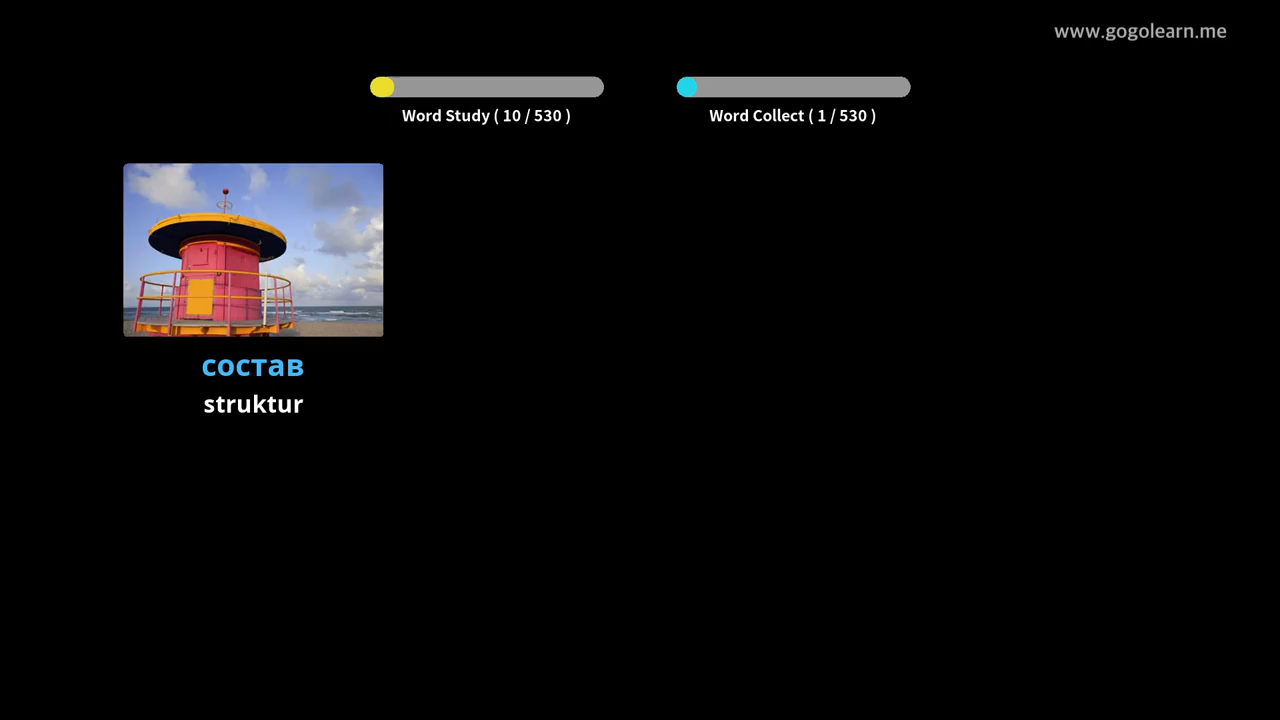 www.gogolearn.me
Word Study ( 10 / 530 )
Word Collect ( 1 / 530 )
состав
struktur